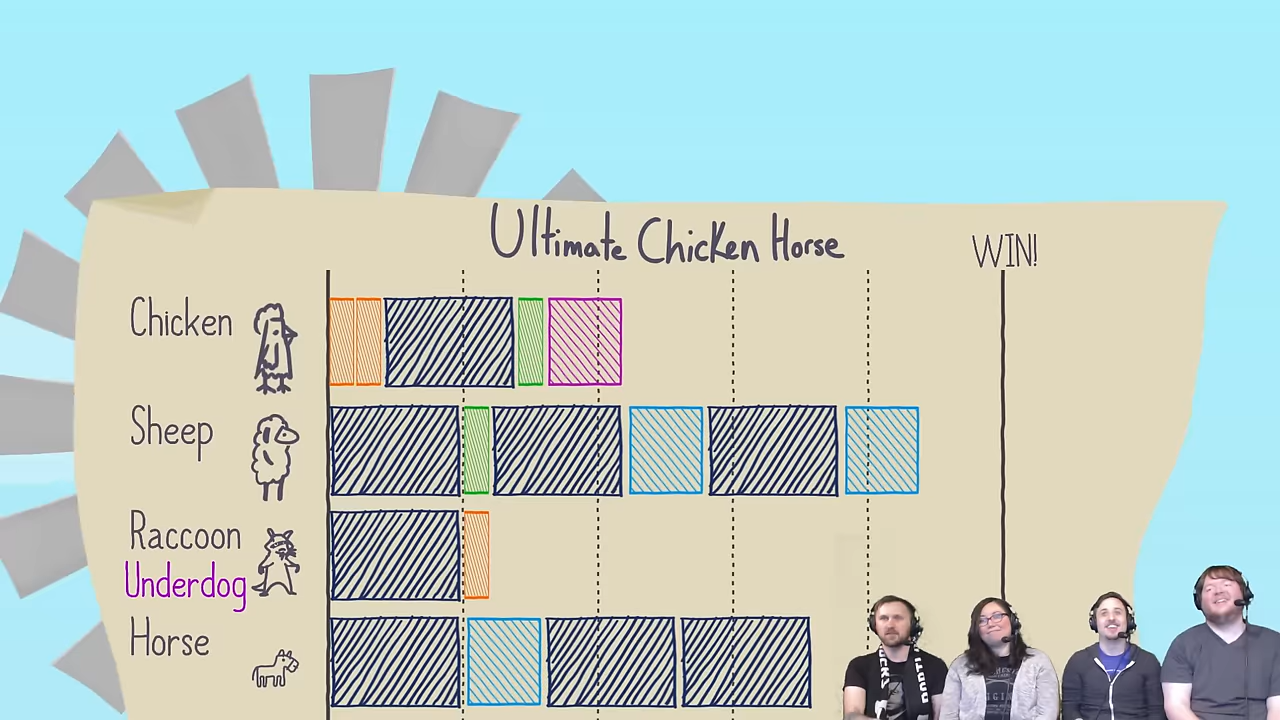 Ultimate Chicken Horse
WIN!
Chicken
Sheep
Raccoon
Underdog
Horse